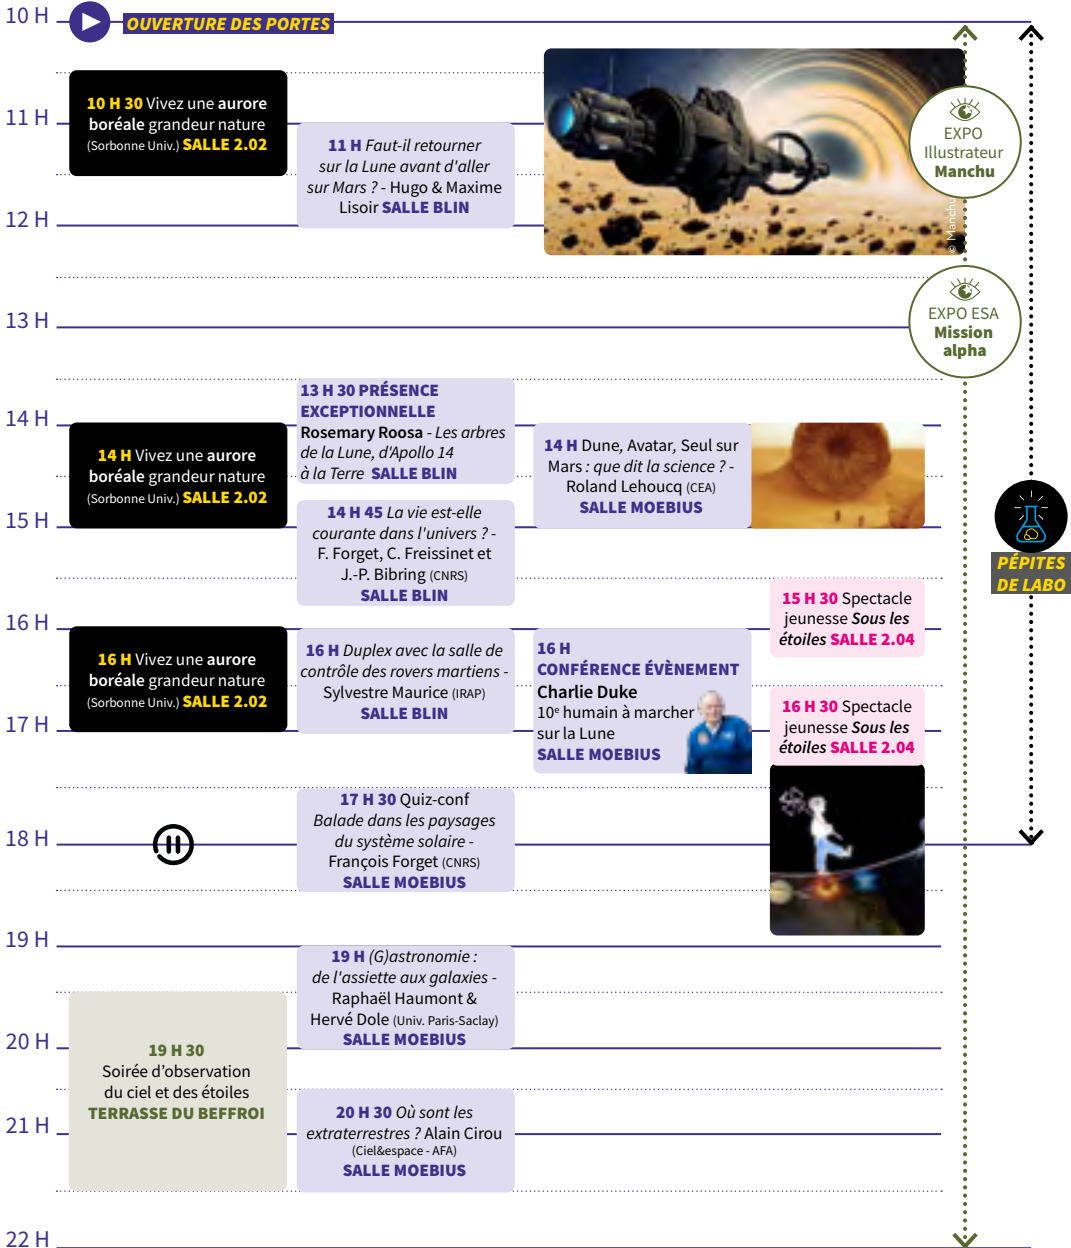 10 H
OUVERTURE DES PORTES
10 H 30 Vivez une aurore
boréale grandeur nature
(Sorbonne Univ.) SALLE 2.02
11 H
11 H Faut-il retourner
sur la Lune avant d'aller
sur Mars ? - Hugo & Maxime
Lisoir SALLE BLIN
EXPO
Illustrateur
Manchu
© Manchu
12 H
EXPO ESA
Mission
alpha
13 H
13 H 30 PRÉSENCE
EXCEPTIONNELLE
Rosemary Roosa - Les arbres
de la Lune, d'Apollo 14
à la Terre SALLE BLIN
14 H
14 H Vivez une aurore
boréale grandeur nature
(Sorbonne Univ.) SALLE 2.02
14 H Dune, Avatar, Seul sur
Mars : que dit la science ? -
Roland Lehoucq (CEA)
SALLE MOEBIUS
14 H 45 La vie est-elle
courante dans l'univers ? -
F. Forget, C. Freissinet et
J.-P. Bibring (CNRS)
SALLE BLIN
15 H
PÉPITES
DE LABO
15 H 30 Spectacle
jeunesse Sous les
étoiles SALLE 2.04
16 H
16 H Vivez une aurore
boréale grandeur nature
(Sorbonne Univ.) SALLE 2.02
16 H Duplex avec la salle de
contrôle des rovers martiens -
Sylvestre Maurice (IRAP)
SALLE BLIN
16 H
CONFÉRENCE ÉVÈNEMENT
Charlie Duke
10e humain à marcher
sur la Lune
SALLE MOEBIUS
16 H 30 Spectacle
jeunesse Sous les
étoiles SALLE 2.04
17 H
17 H 30 Quiz-conf
Balade dans les paysages
du système solaire -
François Forget (CNRS)
SALLE MOEBIUS
18 H
19 H
19 H (G)astronomie :
de l'assiette aux galaxies -
Raphaël Haumont &
Hervé Dole (Univ. Paris-Saclay)
SALLE MOEBIUS
19 H 30
Soirée d'observation
du ciel et des étoiles
TERRASSE DU BEFFROI
20 H
20 H 30 Où sont les
extraterrestres ? Alain Cirou
(Ciel&espace - AFA)
SALLE MOEBIUS
21 H
22 H